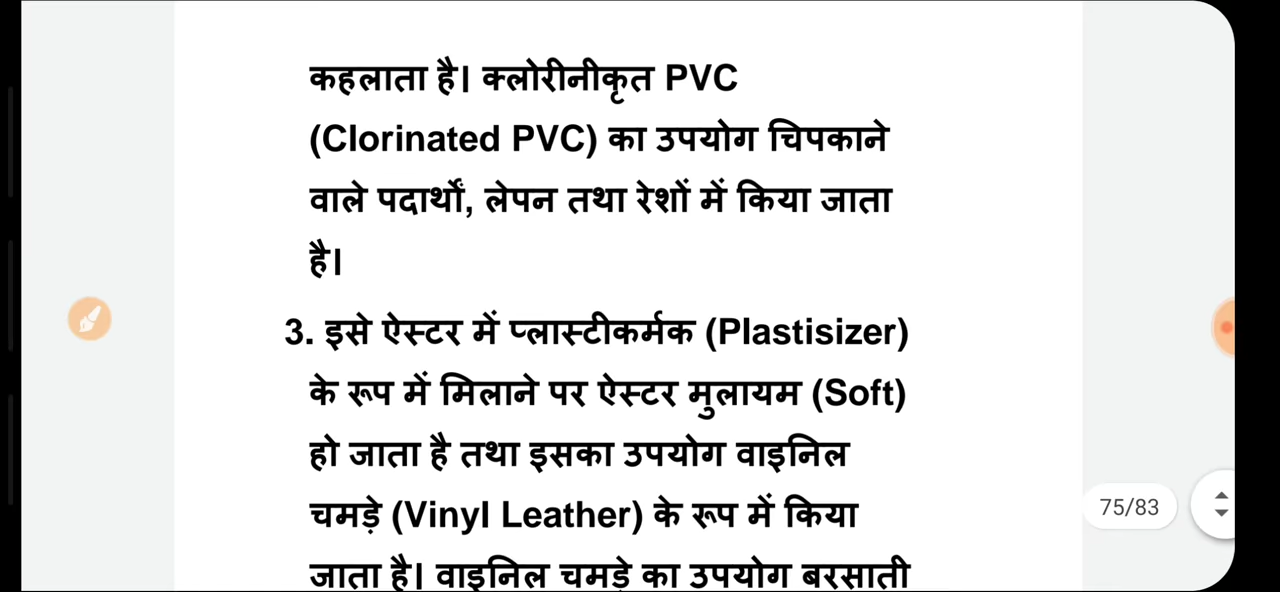 कहलाता है। क्लोरीनीकृत PVC
(Clorinated PVC) का उपयोग चिपकाने
वाले पदार्थों, लेपन तथा रेशों में किया जाता
है।
3. इसे ऐस्टर में प्लास्टीकर्मक (Plastisizer)
के रूप में मिलाने पर ऐस्टर मुलायम (Soft)
हो जाता है तथा इसका उपयोग वाइनिल
चमड़े (Vinyl Leather) के रूप में किया
जाता है। वाइनिल चमड़े का उपयोग बरसाती
75/83